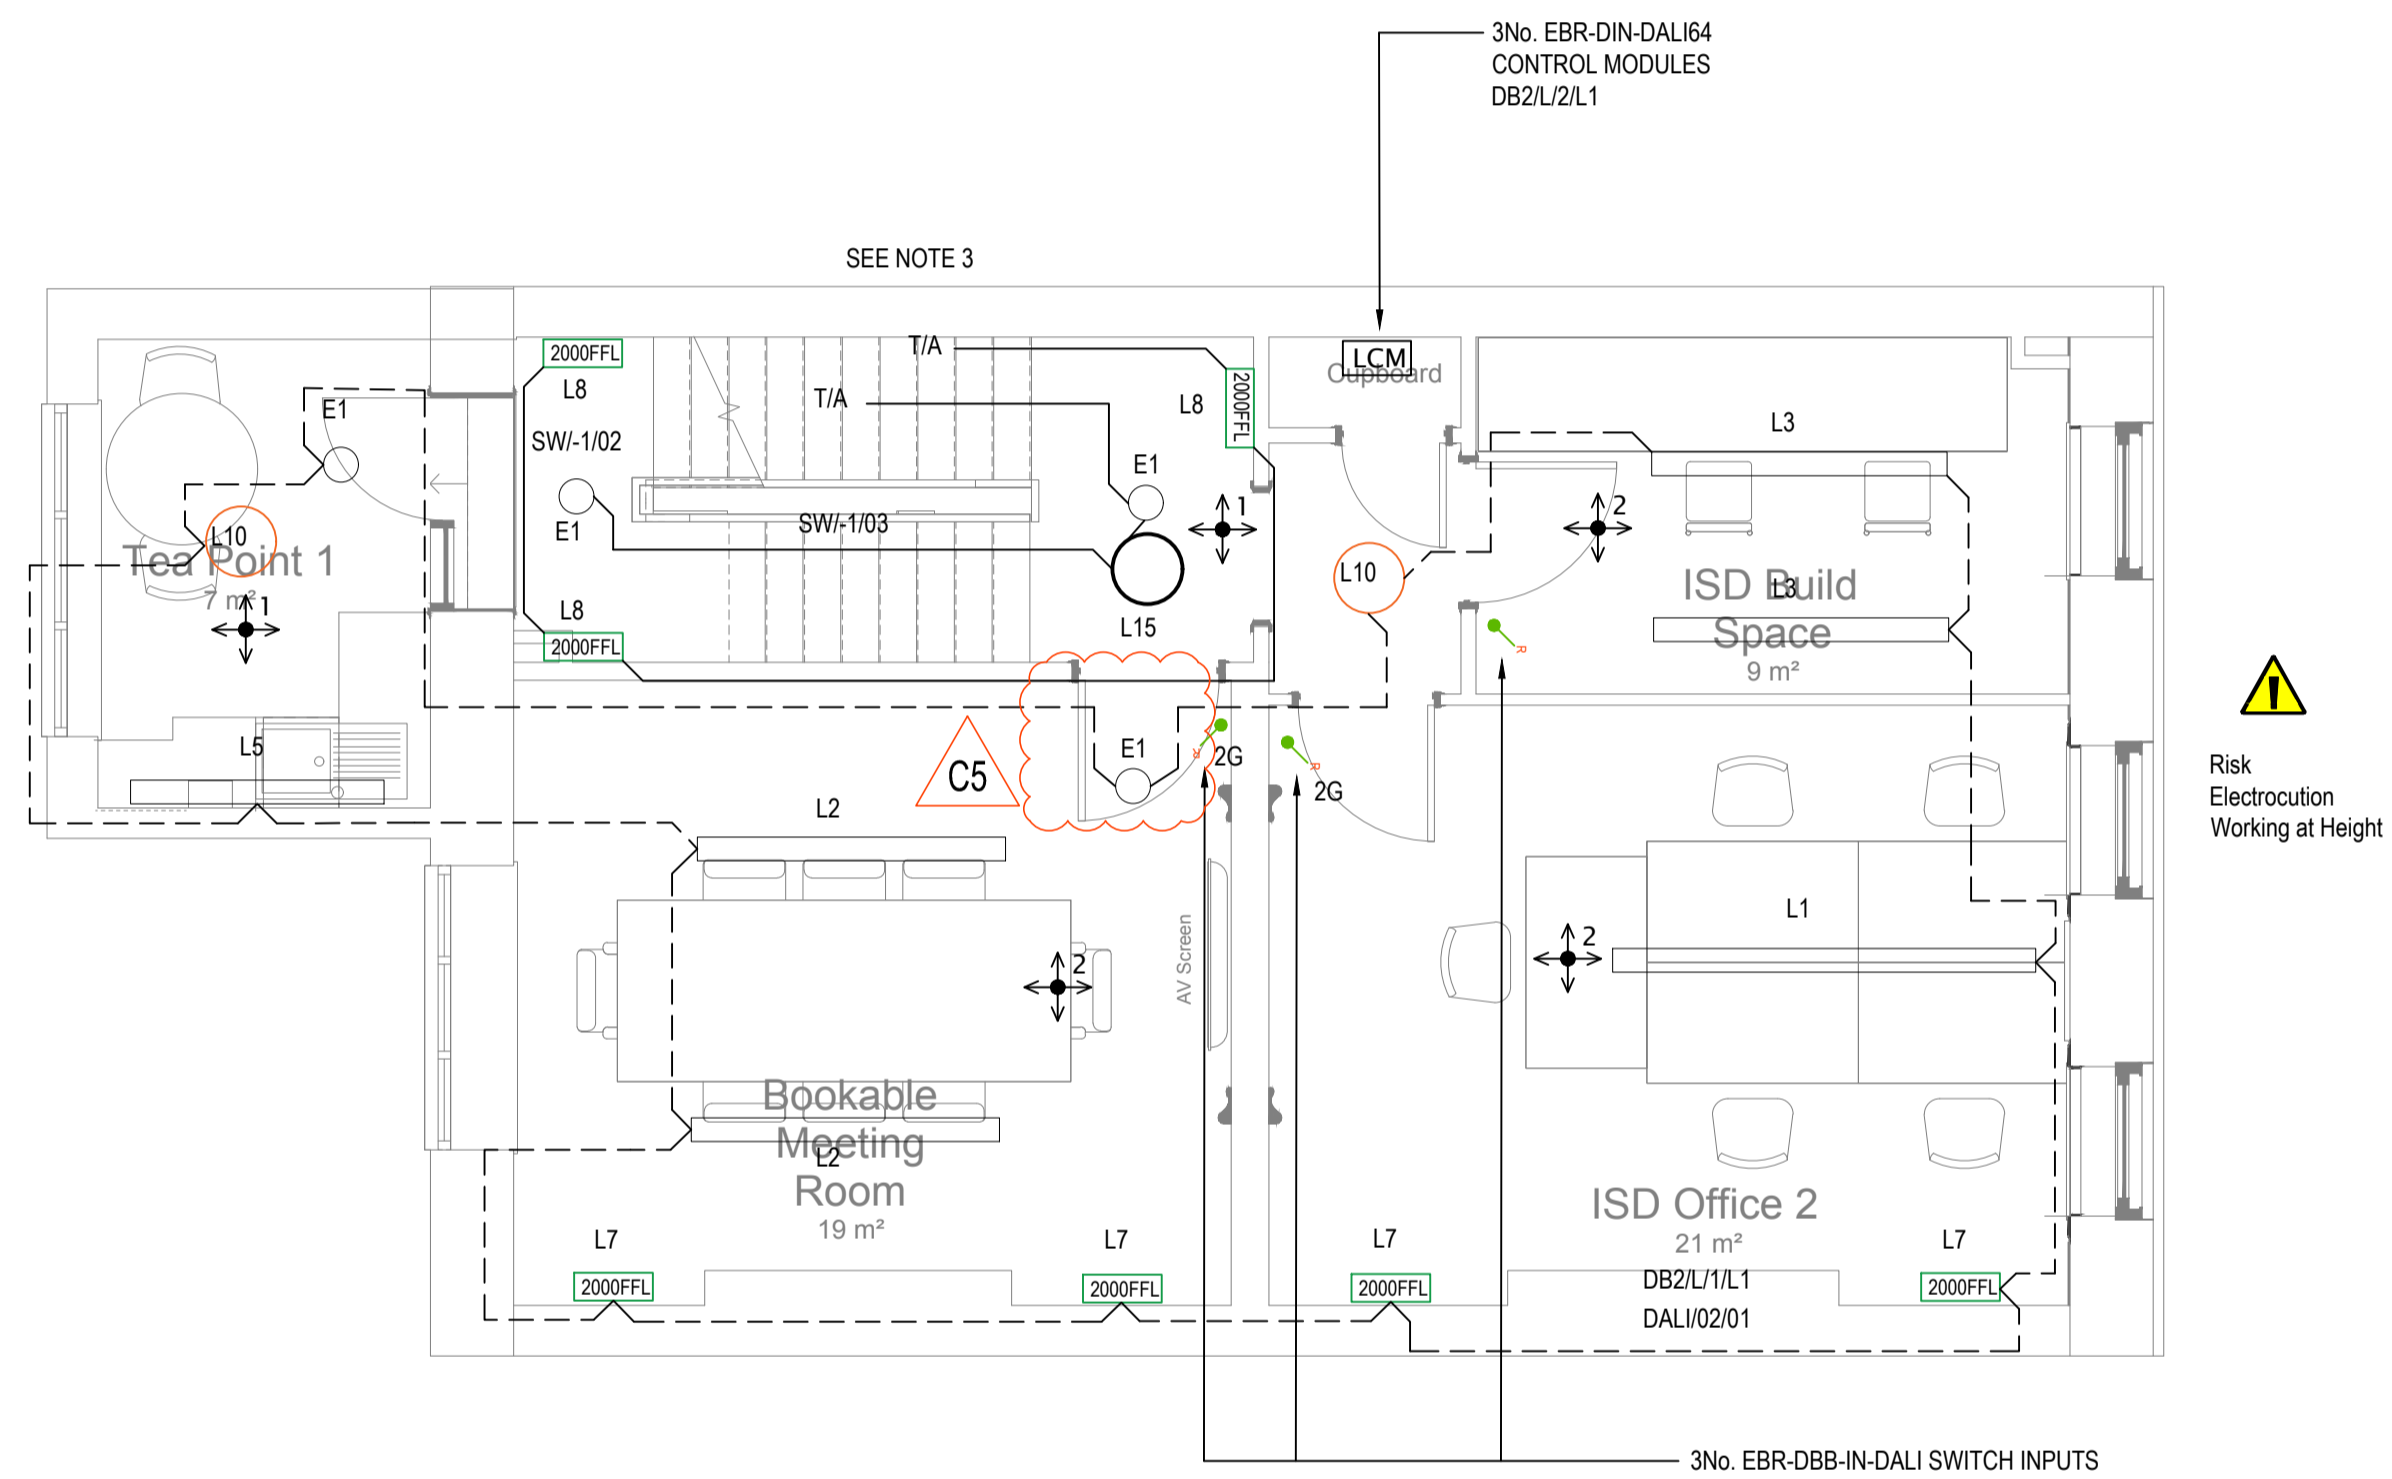 3No. EBR-DIN-DALI64
CONTROL MODULES
DB2/L/2/L1
SEE NOTE 3
T/A
2000FFL
LCM
Cupboard
L8
T/A
L8
2000FFL
E1
L3
SW/-1/02
E1
1
2
SW/-1/03
E1
L10
Tea Point 1
7 m²
1
L10
ISD Build
L3
Space
9 m²
L8
2000FFL
L15
R
L5
C5
E1
R
2G
R
2G
Risk
Electrocution
Working at Height
L2
L1
2
2
AV Screen
Bookable
Meeting
L2
Room
19 m²
ISD Office 2
21 m²
L7
L7
L7
L7
2000FFL
2000FFL
2000FFL
2000FFL
DB2/L/1/L1
DALI/02/01
3No. EBR-DBB-IN-DALI SWITCH INPUTS